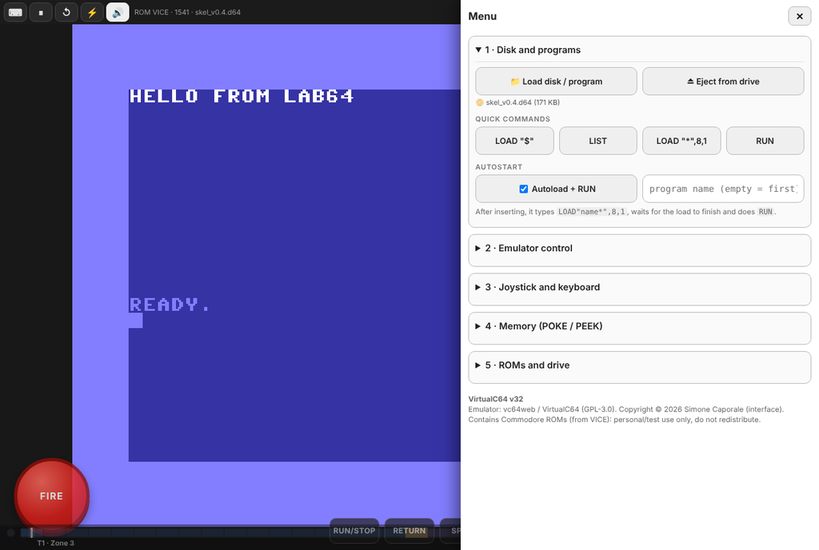 ROM VICE · 1541 · skel_v0.4.d64
HELLO FROM LAB64
READY.
FIRE
RUN/STOP
RETURN
SP
T1 · Zone 3
Menu
1 · Disk and programs
Load disk / program
Eject from drive
skel_v0.4.d64 (171 KB)
QUICK COMMANDS
LOAD "$"
LIST
LOAD "*",8,1
RUN
AUTOSTART
Autoload + RUN
program name (empty = first)
After inserting, it types LOAD"name*",8,1, waits for the load to finish and does RUN.
2 · Emulator control
3 · Joystick and keyboard
4 · Memory (POKE / PEEK)
5 · ROMs and drive
VirtualC64 v32
Emulator: vc64web / VirtualC64 (GPL-3.0). Copyright © 2026 Simone Caporale (interface).
Contains Commodore ROMs (from VICE): personal/test use only, do not redistribute.